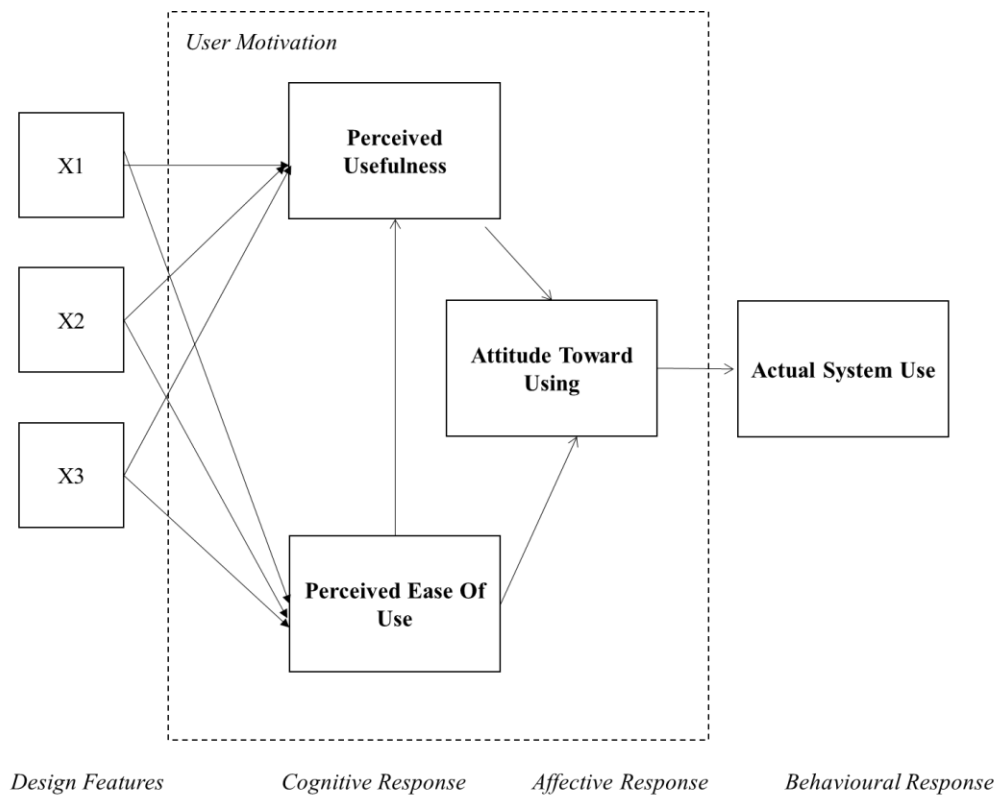 User Motivation
Perceived
Usefulness
X1
X2
X3
Attitude Toward
Using
Actual System Use
Perceived Ease Of
Use
Design Features
Cognitive Response
Affective Response
Behavioural Response